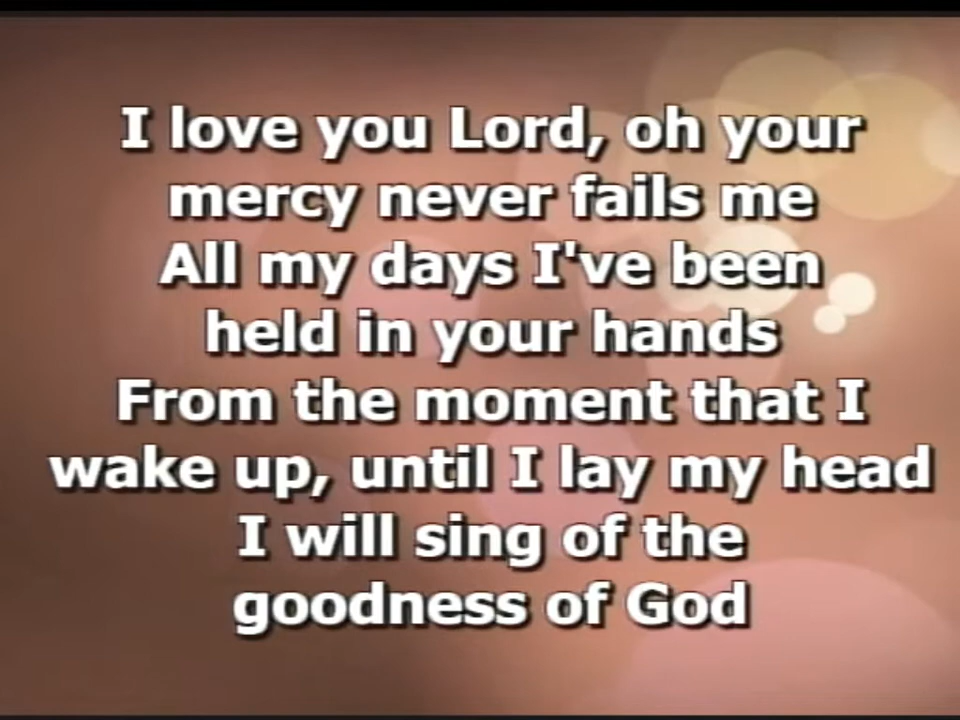 I love you Lord, oh your
mercy never fails me
All my days I've been
held in your hands
From the moment that I
wake up, until I lay my head
I will sing of the
goodness of God